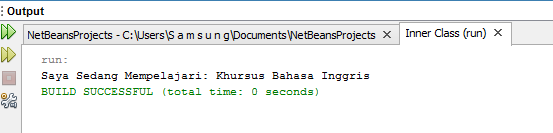 Output
NetBeansProjects - C:\Users\S a m s u n g\Documents\NetBeansProjects
Inner Class (run)
run:
Saya Sedang Mempelajari: Khursus Bahasa Inggris
BUILD SUCCESSFUL (total time: 0 seconds)